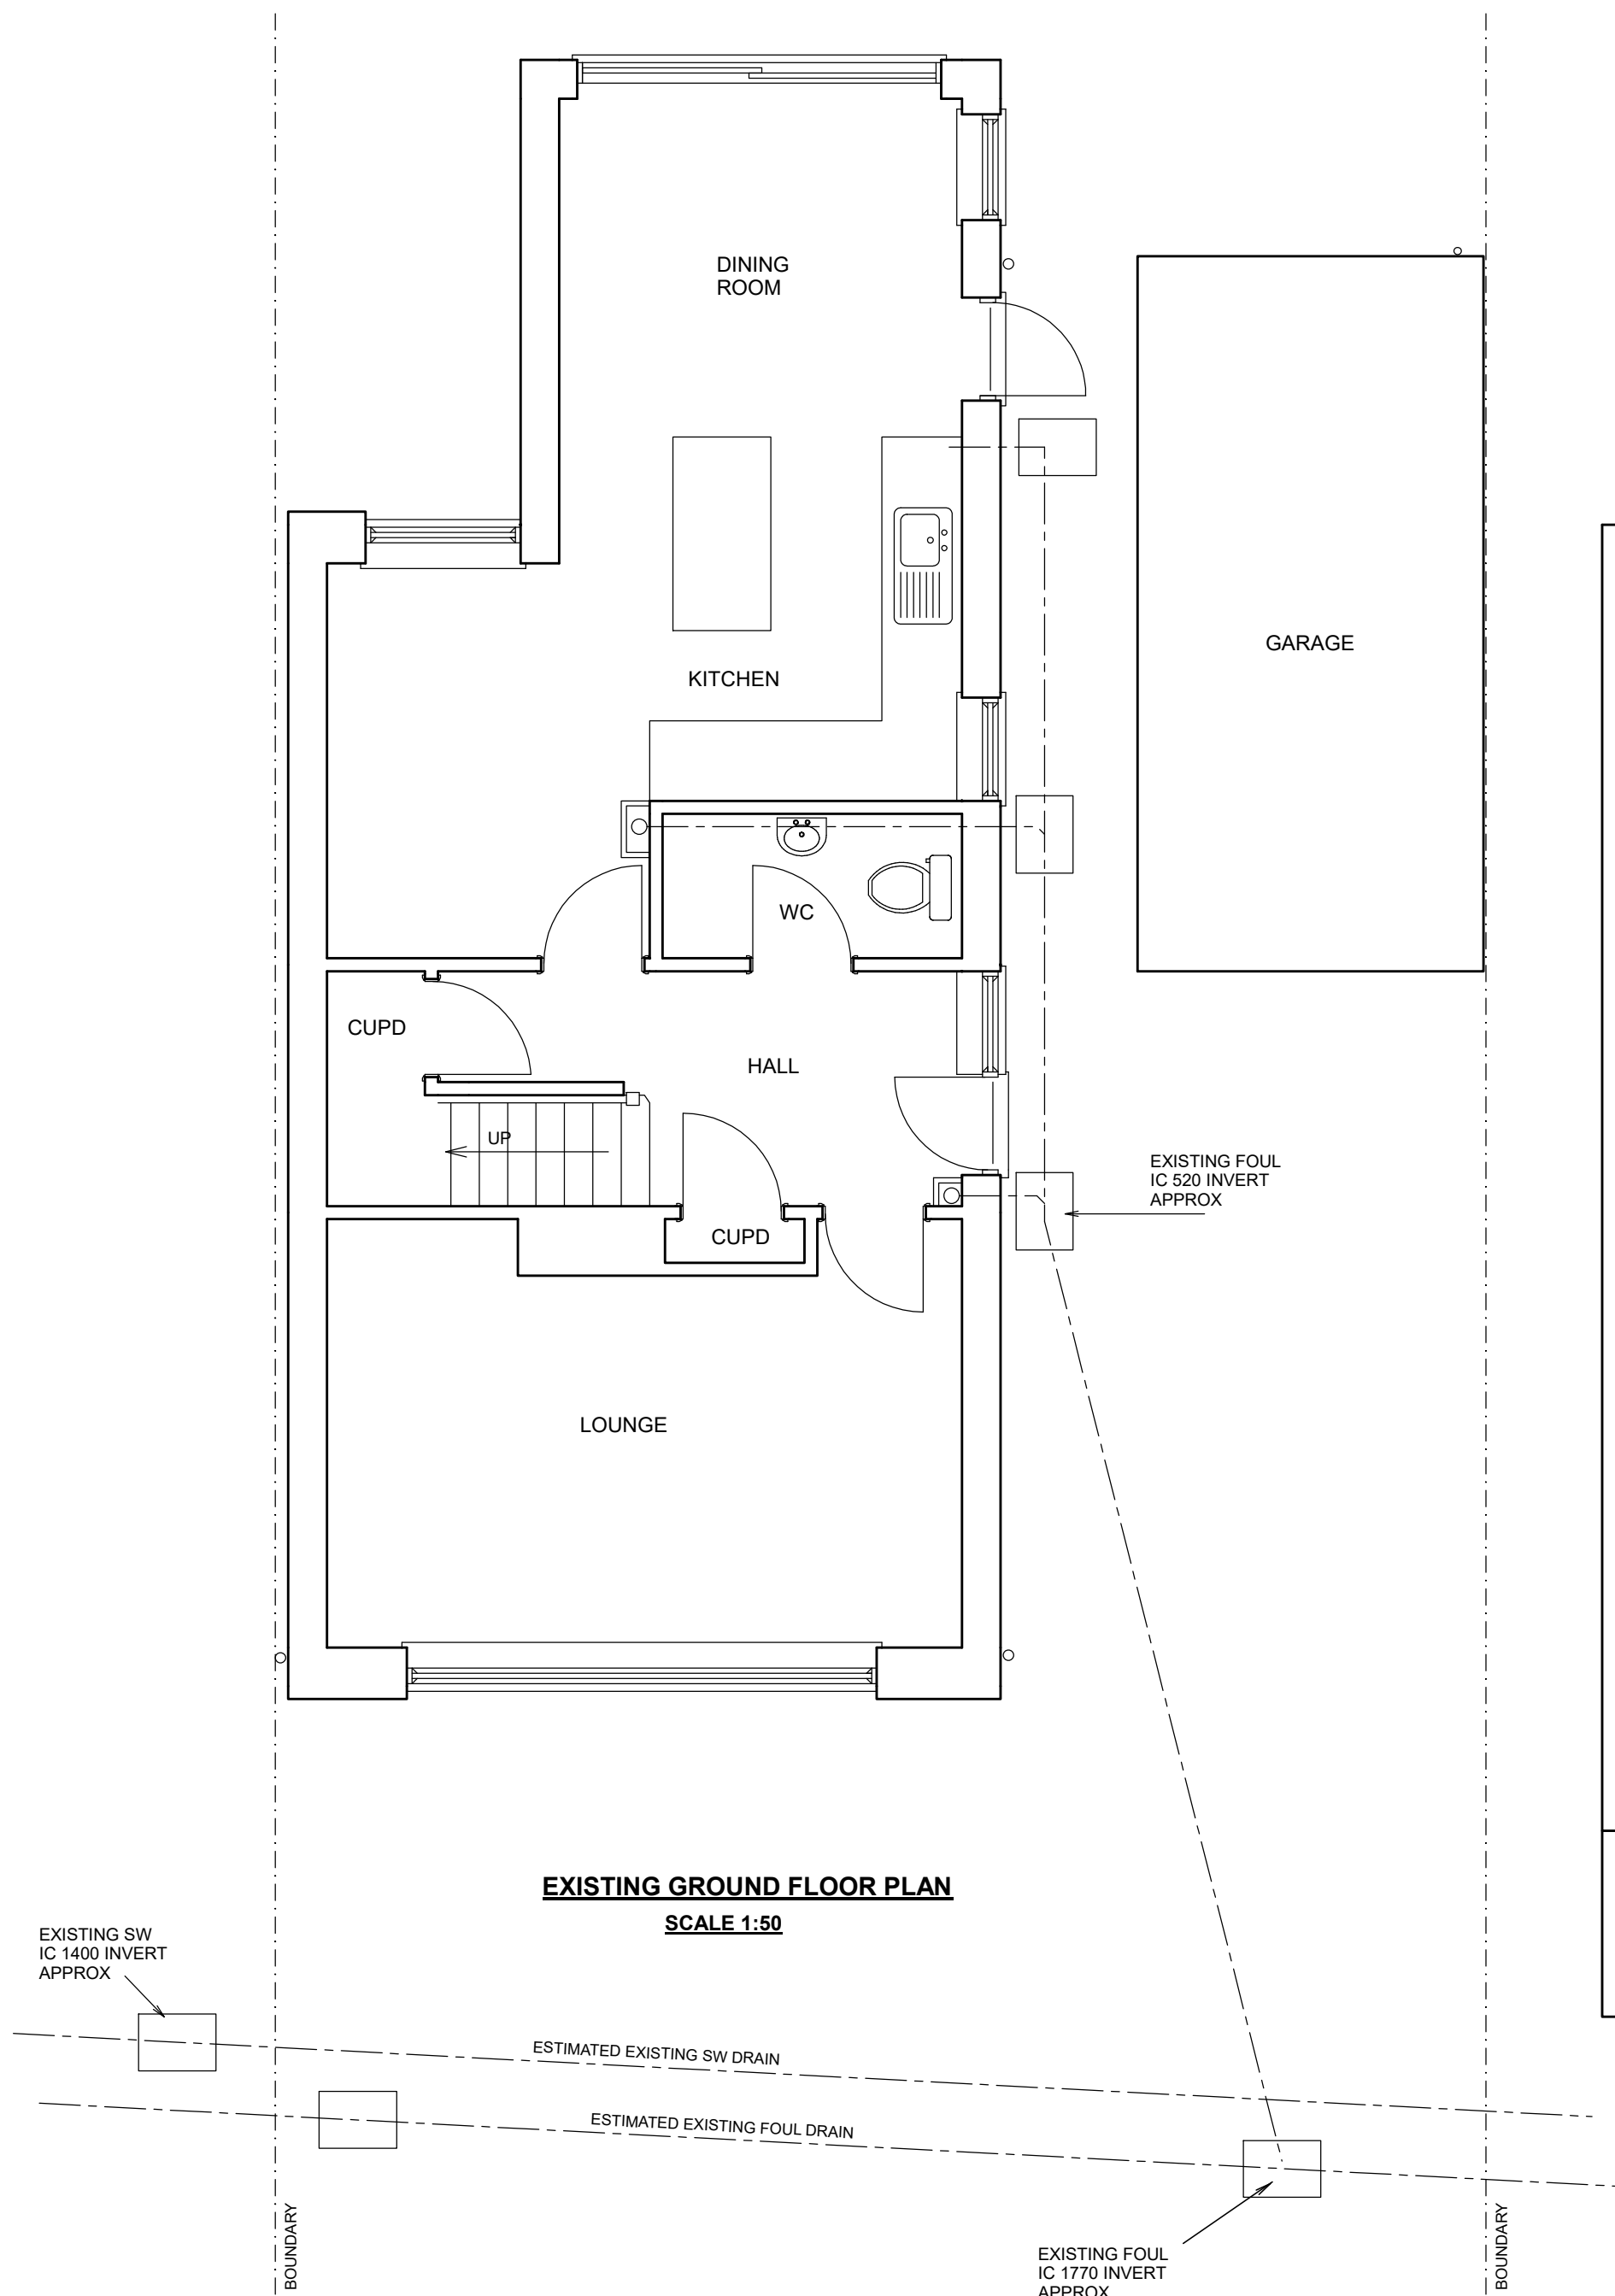 DINING
ROOM
GARAGE
KITCHEN
WC
CUPD
HALL
UP
EXISTING FOUL
IC 520 INVERT
APPROX
CUPD
LOUNGE
EXISTING GROUND FLOOR PLAN
SCALE 1:50
EXISTING SW
IC 1400 INVERT
APPROX
ESTIMATED EXISTING SW DRAIN
ESTIMATED EXISTING FOUL DRAIN
BOUNDARY
BOUNDARY
EXISTING FOUL
IC 1770 INVERT
APPROX